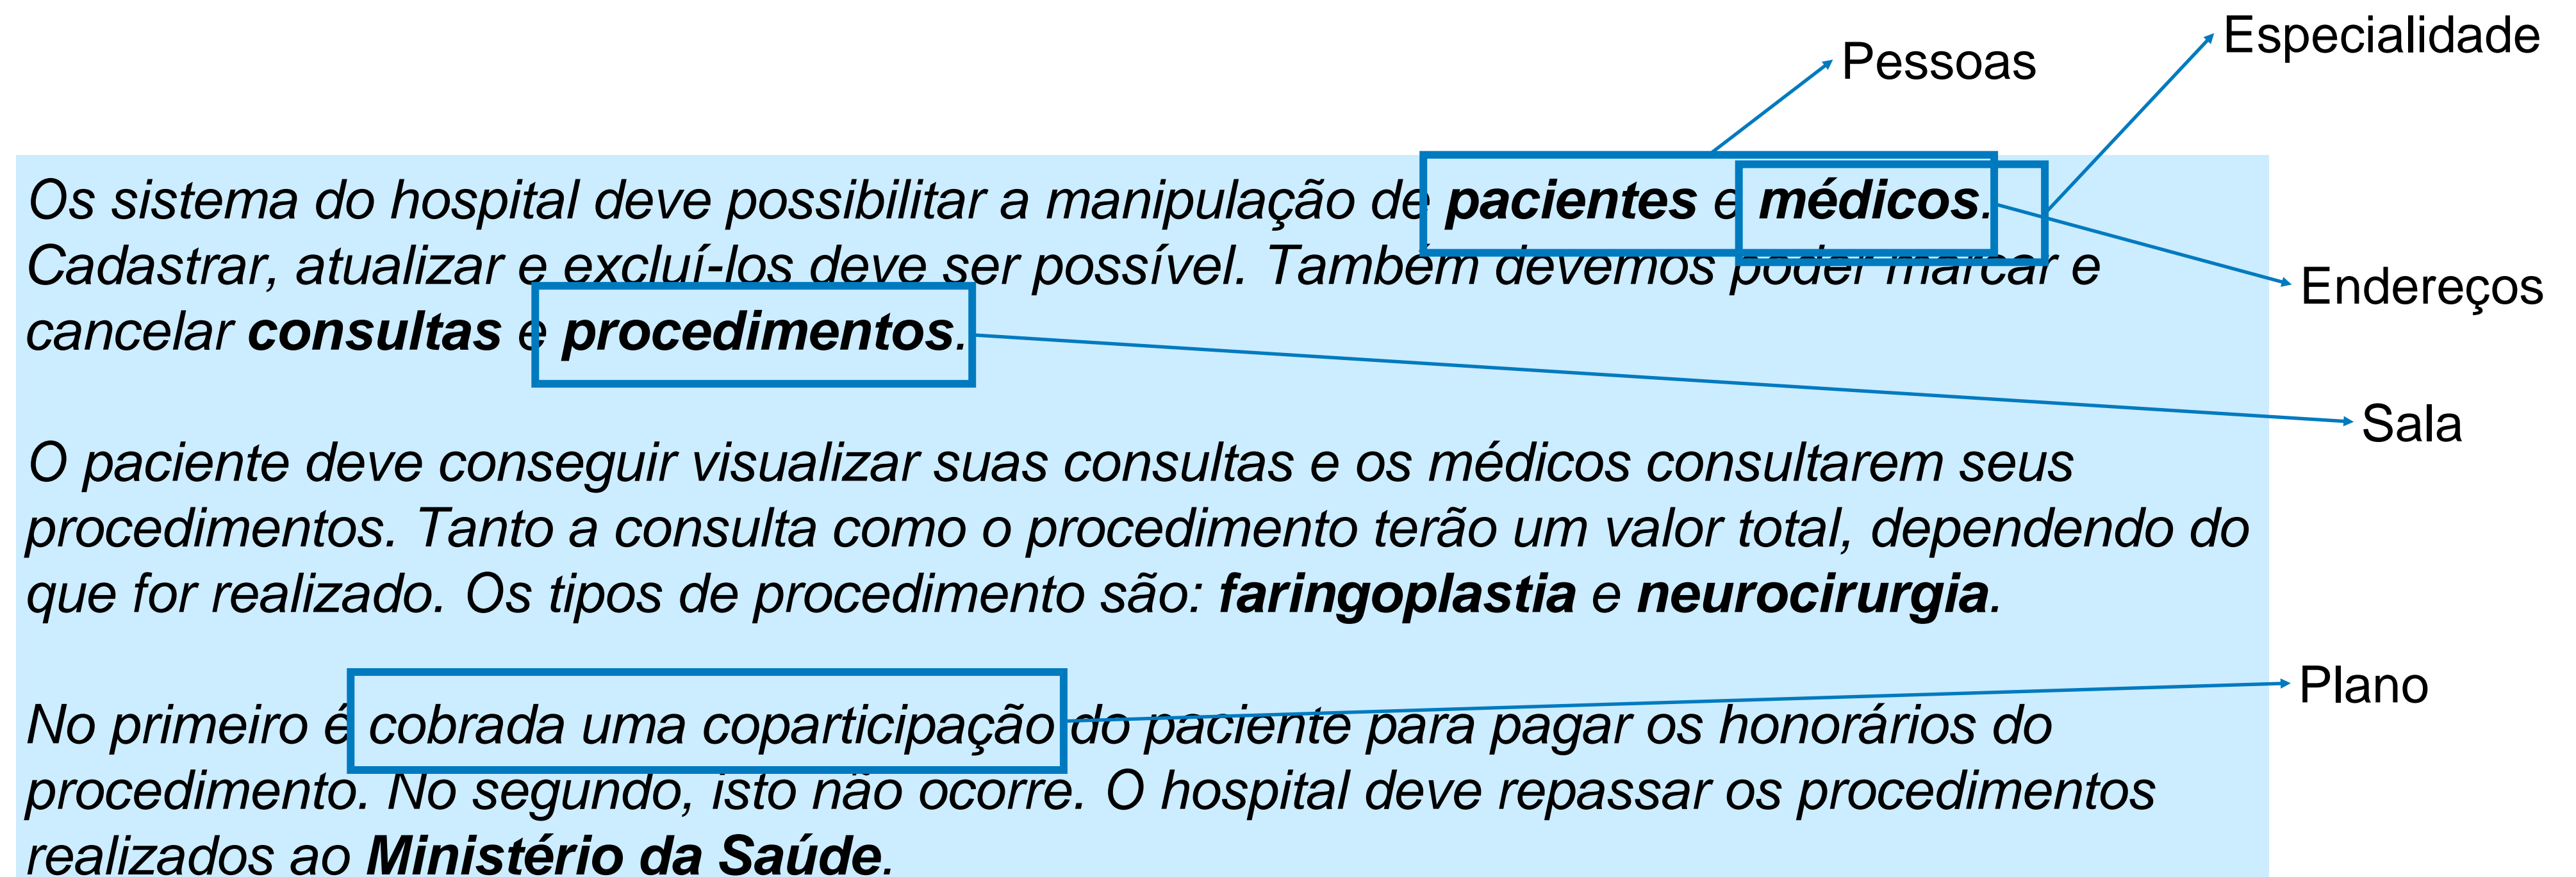 Especialidade
Pessoas
Os sistema do hospital deve possibilitar a manipulação de pacientes e médicos.
Cadastrar, atualizar e excluí-los deve ser possível. Também devemos poder marcar e
Endereços
cancelar consultas e procedimentos.
Sala
O paciente deve conseguir visualizar suas consultas e os médicos consultarem seus
procedimentos. Tanto a consulta como o procedimento terão um valor total, dependendo do
que for realizado. Os tipos de procedimento são: faringoplastia e neurocirurgia.
Plano
No primeiro é cobrada uma coparticipação do paciente para pagar os honorários do
procedimento. No segundo, isto não ocorre. O hospital deve repassar os procedimentos
realizados ao Ministério da Saúde.